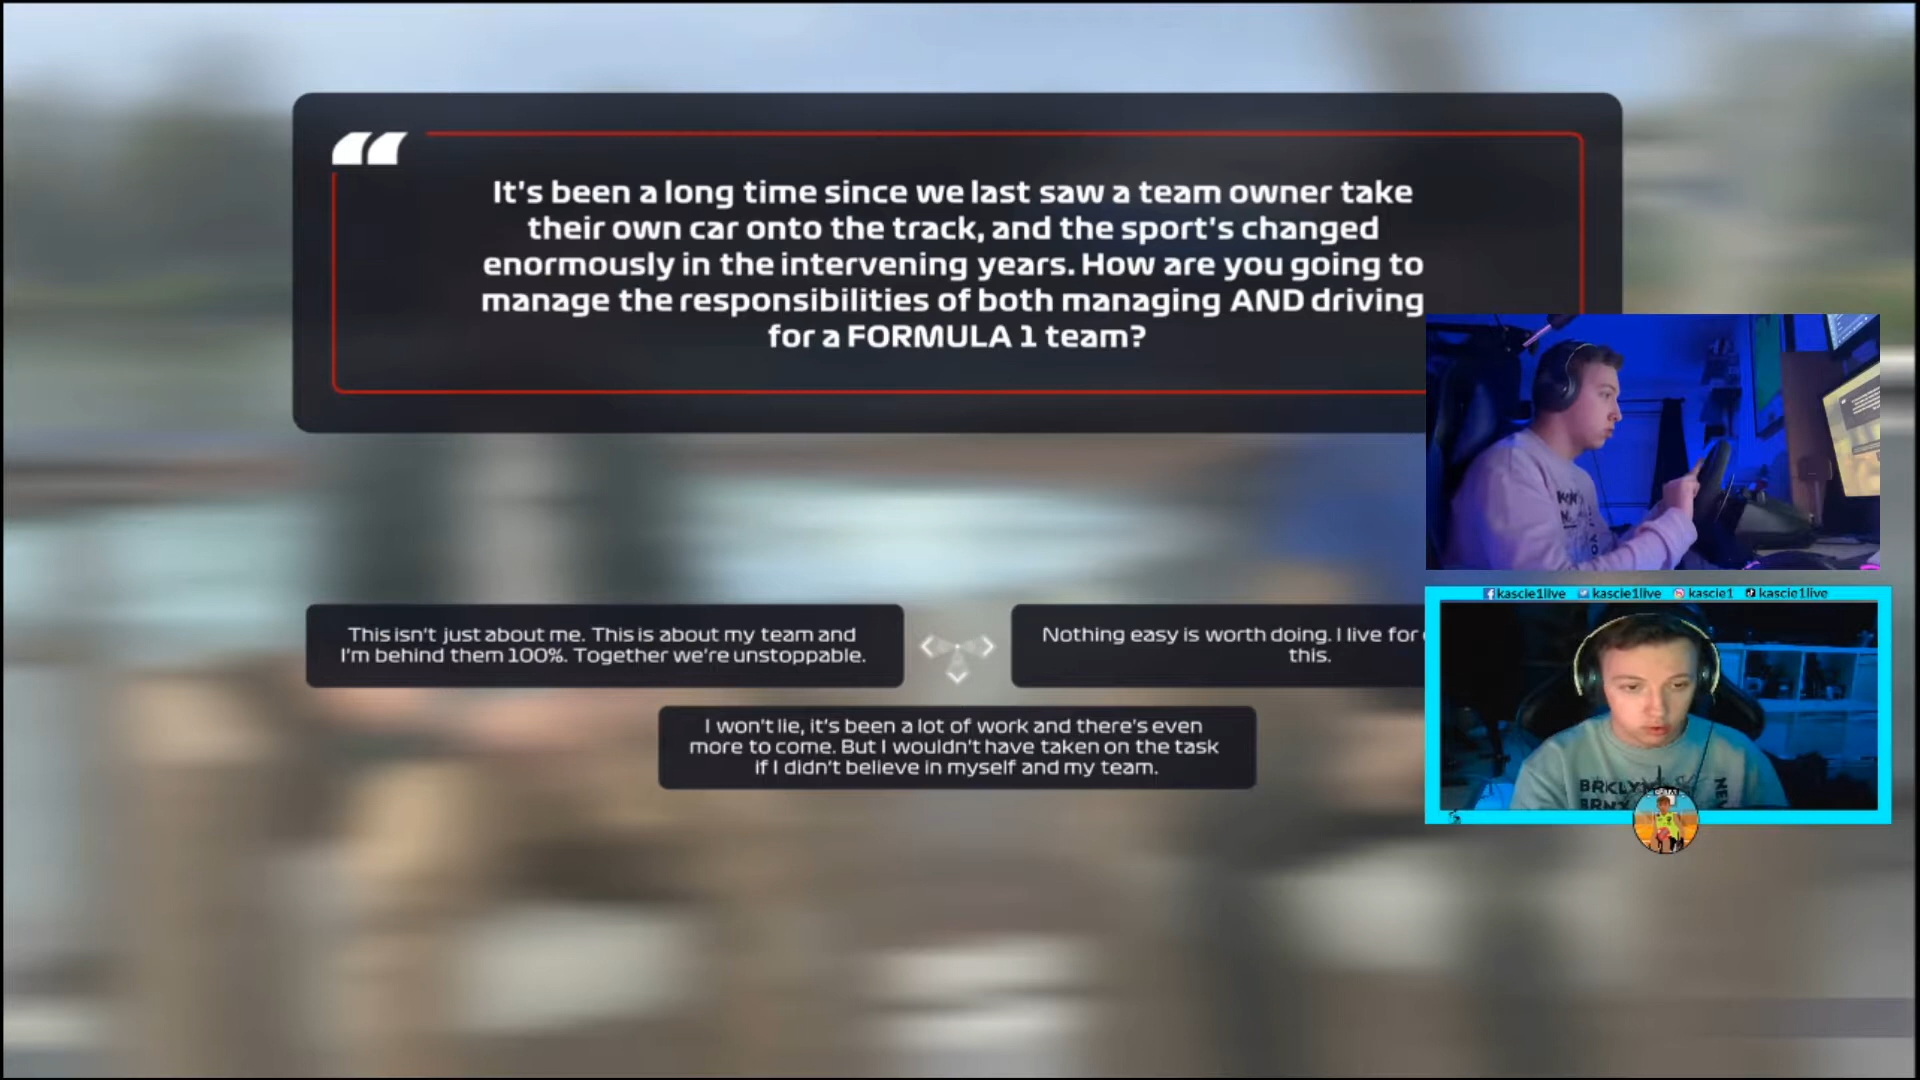 It's been a long time since we last saw a team owner take
their own car onto the track, and the sport's changed
enormously in the intervening years. How are you going to
manage the responsibilities of both managing AND driving
for a FORMULA 1 team?
This isn't just about me. This is about my team and
I'm behind them 100%. Together we're unstoppable.
Nothing easy is worth doing. I live for
this.
I won't lie, it's been a lot of work and there's even
more to come. But I wouldn't have taken on the task
if I didn't believe in myself and my team.
kascie1live kascie1live kascie1 kascie1live
BRKLYN